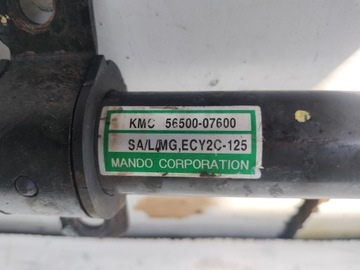 KMC 56500-07600
SA/L/MG,ECY2C-125
MANDO CORPORATION